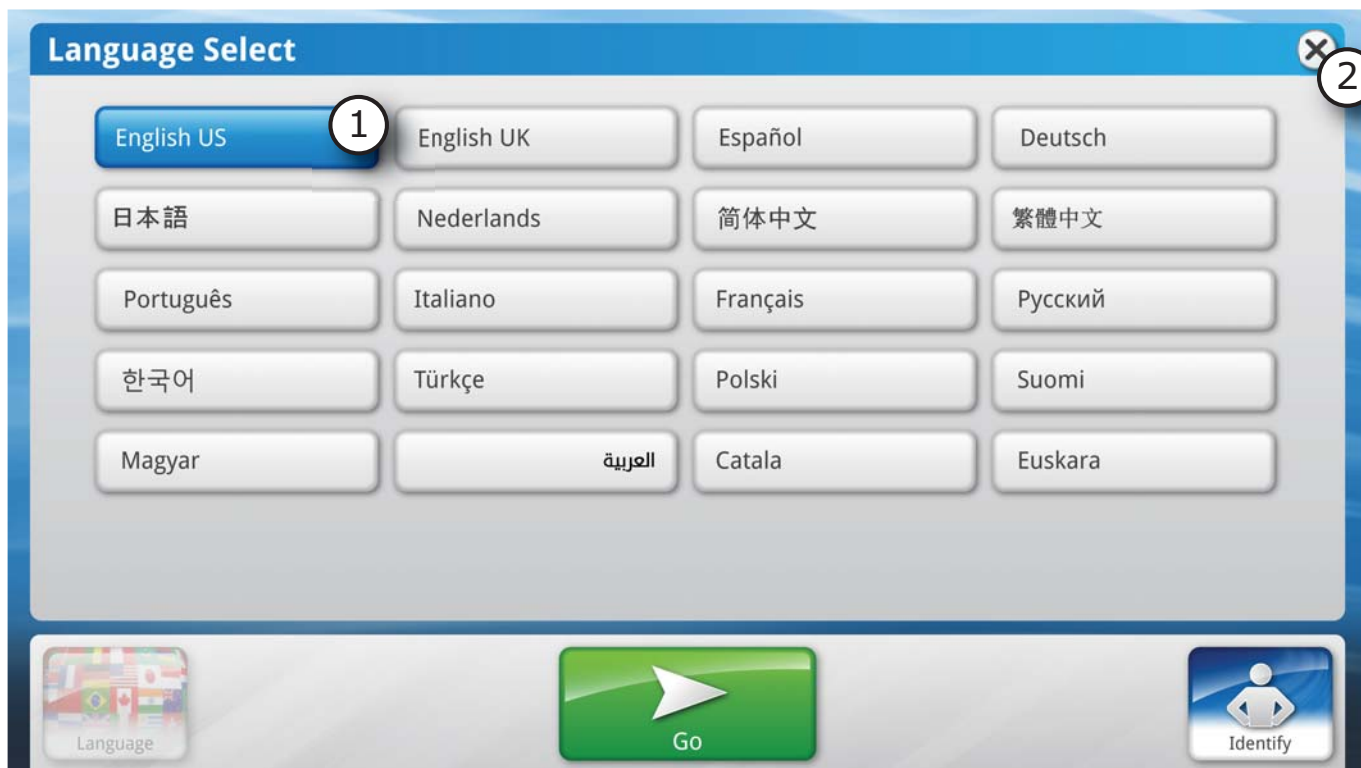 Language Select
2
English US 1 English UK Español Deutsch
日本語 Nederlands 简体中文 繁體中文
Português Italiano Français Русский
한국어 Türkçe Polski Suomi
Magyar العربية Catala Euskara
Language Go Identify